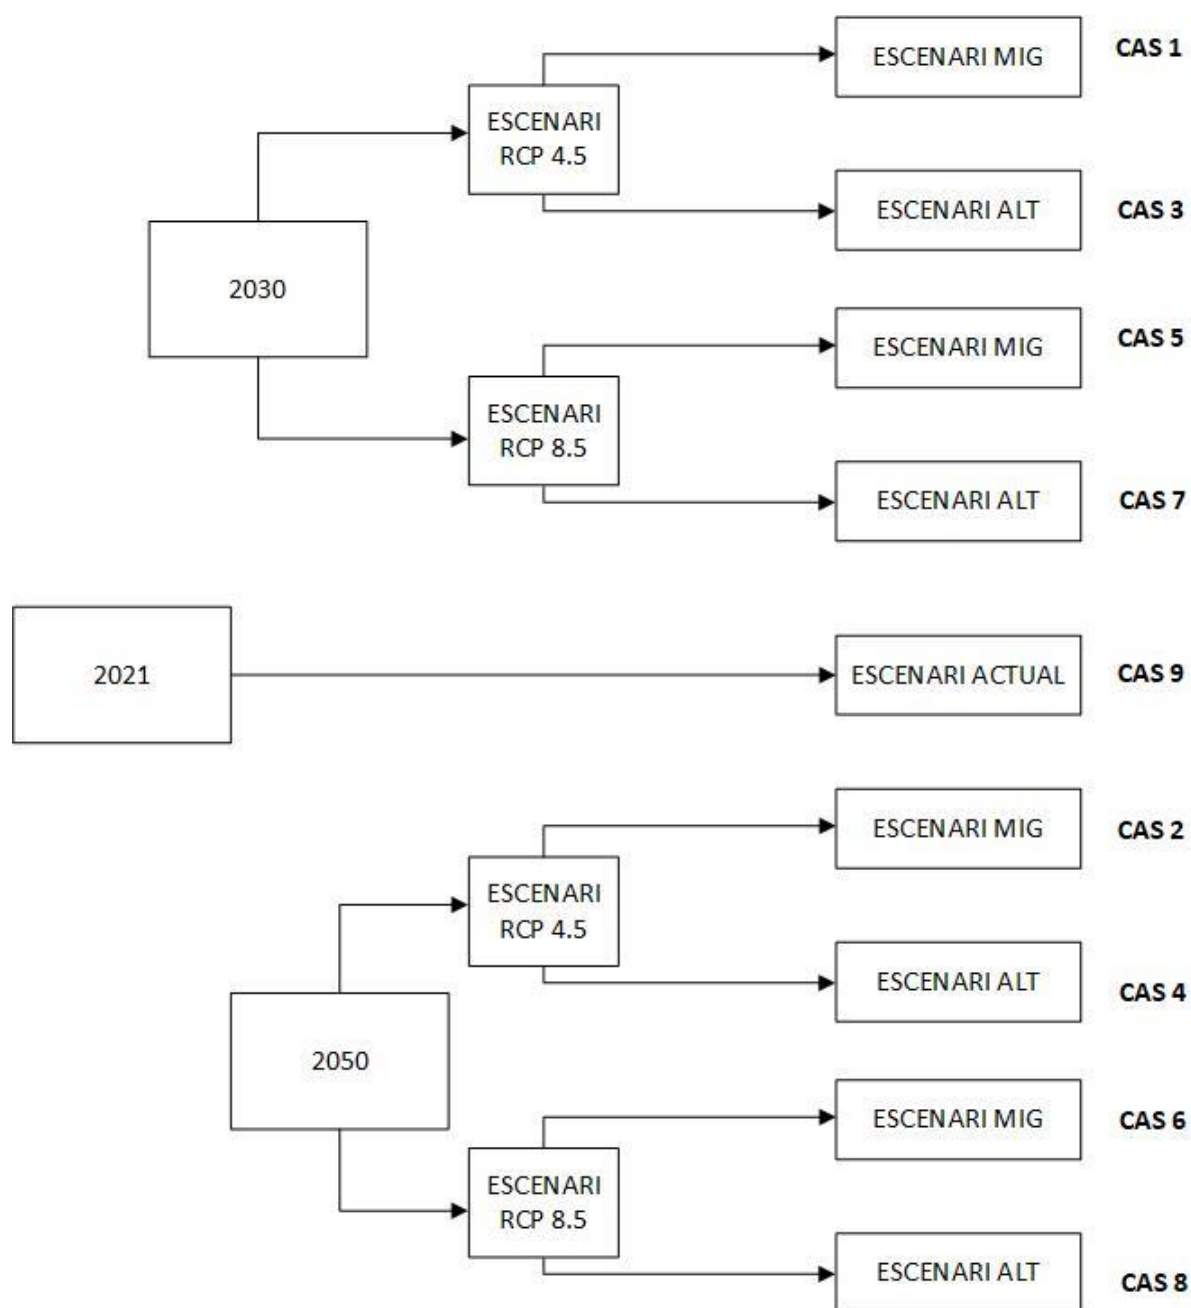 ESCENARI MIG
CAS 1
ESCENARI
RCP 4.5
ESCENARI ALT
CAS 3
2030
ESCENARI MIG
CAS 5
ESCENARI
RCP 8.5
ESCENARI ALT
CAS 7
2021
ESCENARI ACTUAL
CAS 9
ESCENARI MIG
CAS 2
ESCENARI
RCP 4.5
ESCENARI ALT
CAS 4
2050
ESCENARI MIG
CAS 6
ESCENARI
RCP 8.5
ESCENARI ALT
CAS 8